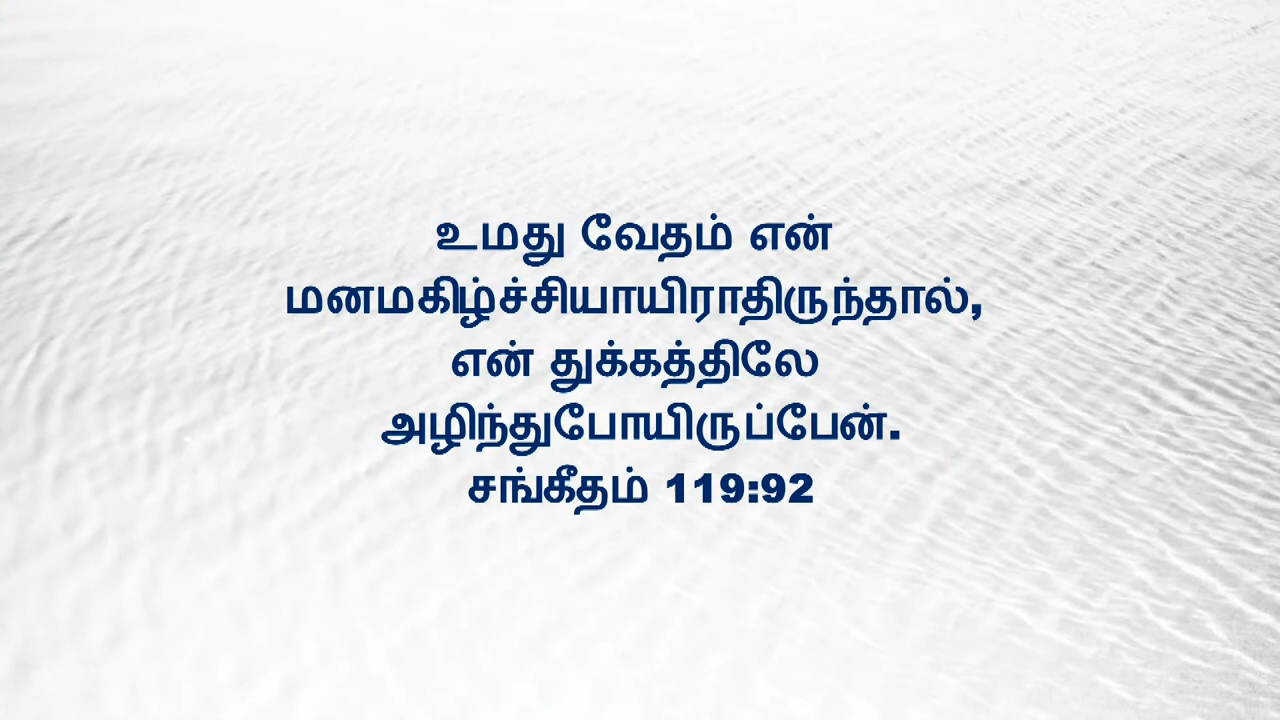 உமது வேதம் என்
மனமகிழ்ச்சியாயிராதிருந்தால்,
என் துக்கத்திலே
அழிந்துபோயிருப்பேன்.
சங்கீதம் 119:92